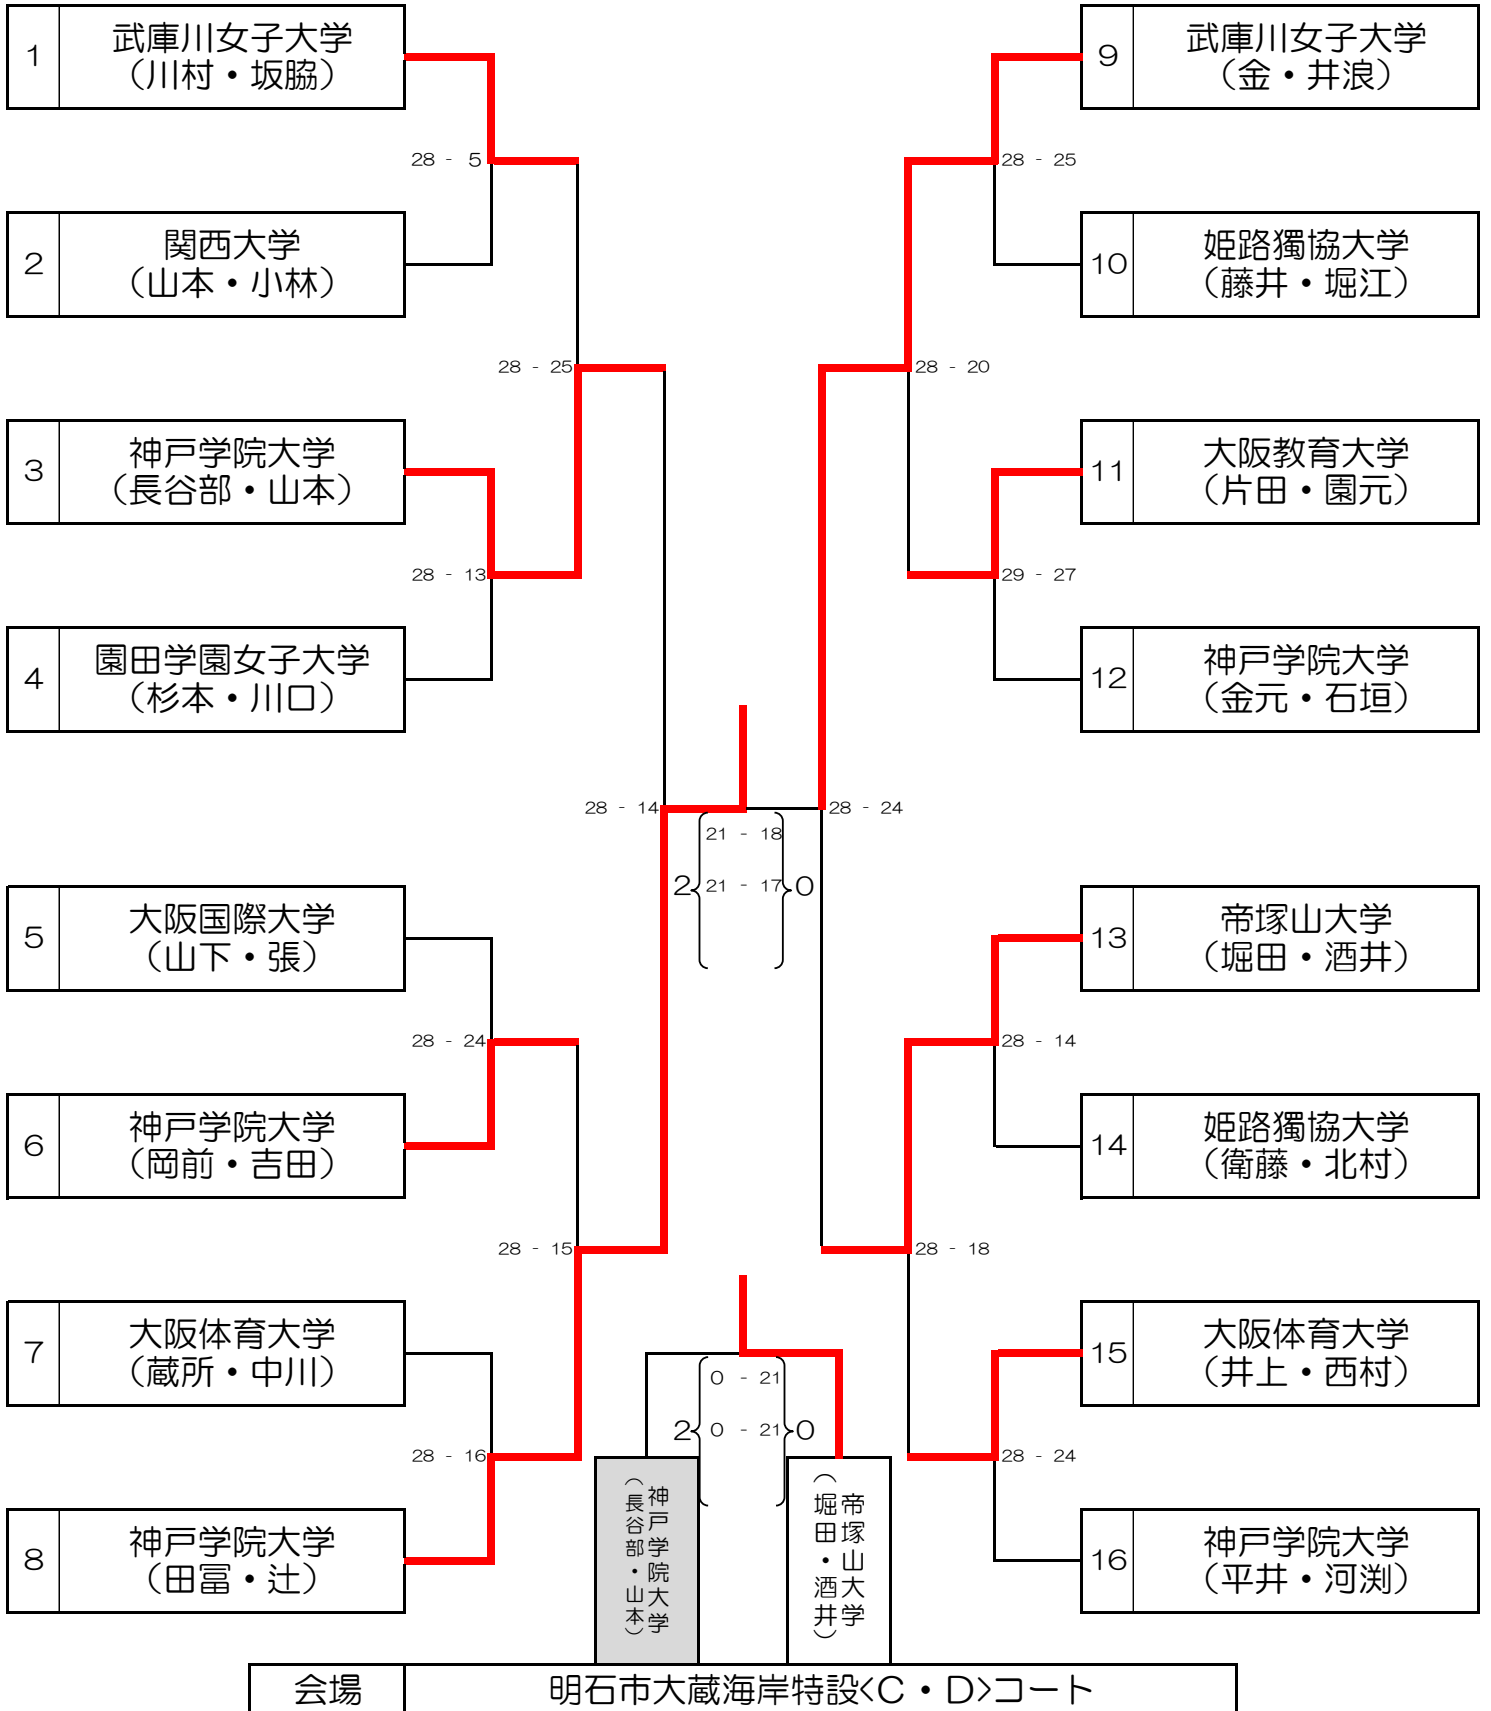 1
武庫川女子大学
（川村・坂脇）
28 - 5
2
関西大学
（山本・小林）
28 - 25
3
神戸学院大学
（長谷部・山本）
28 - 13
4
園田学園女子大学
（杉本・川口）
28 - 14
5
大阪国際大学
（山下・張）
28 - 24
6
神戸学院大学
（岡前・吉田）
28 - 15
7
大阪体育大学
（蔵所・中川）
28 - 16
8
神戸学院大学
（田冨・辻）
21 - 18
2 21 - 17 0
0 - 21
2 0 - 21 0
神戸学院大学
（長谷部・山本）
帝塚山大学
（堀田・酒井）
9
武庫川女子大学
（金・井浪）
28 - 25
10
姫路獨協大学
（藤井・堀江）
28 - 20
11
大阪教育大学
（片田・園元）
29 - 27
12
神戸学院大学
（金元・石垣）
28 - 24
13
帝塚山大学
（堀田・酒井）
28 - 14
14
姫路獨協大学
（衛藤・北村）
28 - 18
15
大阪体育大学
（井上・西村）
28 - 24
16
神戸学院大学
（平井・河渕）
会場
明石市大蔵海岸特設<C・D>コート